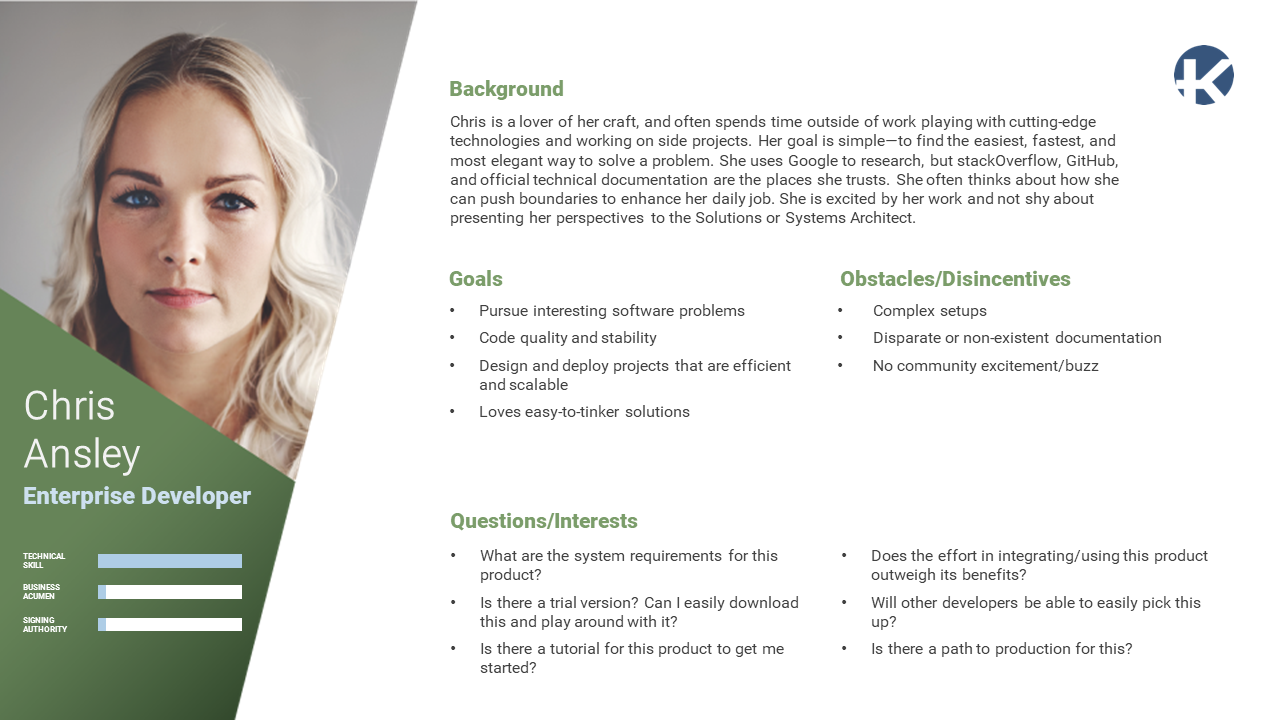 Chris
Ansley
Enterprise Developer
TECHNICAL
SKILL
BUSINESS
ACUMEN
SIGNING
AUTHORITY
K
Background
Chris is a lover of her craft, and often spends time outside of work playing with cutting-edge
technologies and working on side projects. Her goal is simple—to find the easiest, fastest, and
most elegant way to solve a problem. She uses Google to research, but stackOverflow, GitHub,
and official technical documentation are the places she trusts. She often thinks about how she
can push boundaries to enhance her daily job. She is excited by her work and not shy about
presenting her perspectives to the Solutions or Systems Architect.
Goals
• Pursue interesting software problems
• Code quality and stability
• Design and deploy projects that are efficient
and scalable
• Loves easy-to-tinker solutions
Obstacles/Disincentives
• Complex setups
• Disparate or non-existent documentation
• No community excitement/buzz
Questions/Interests
• What are the system requirements for this
product?
• Is there a trial version? Can I easily download
this and play around with it?
• Is there a tutorial for this product to get me
started?
• Does the effort in integrating/using this product
outweigh its benefits?
• Will other developers be able to easily pick this
up?
• Is there a path to production for this?